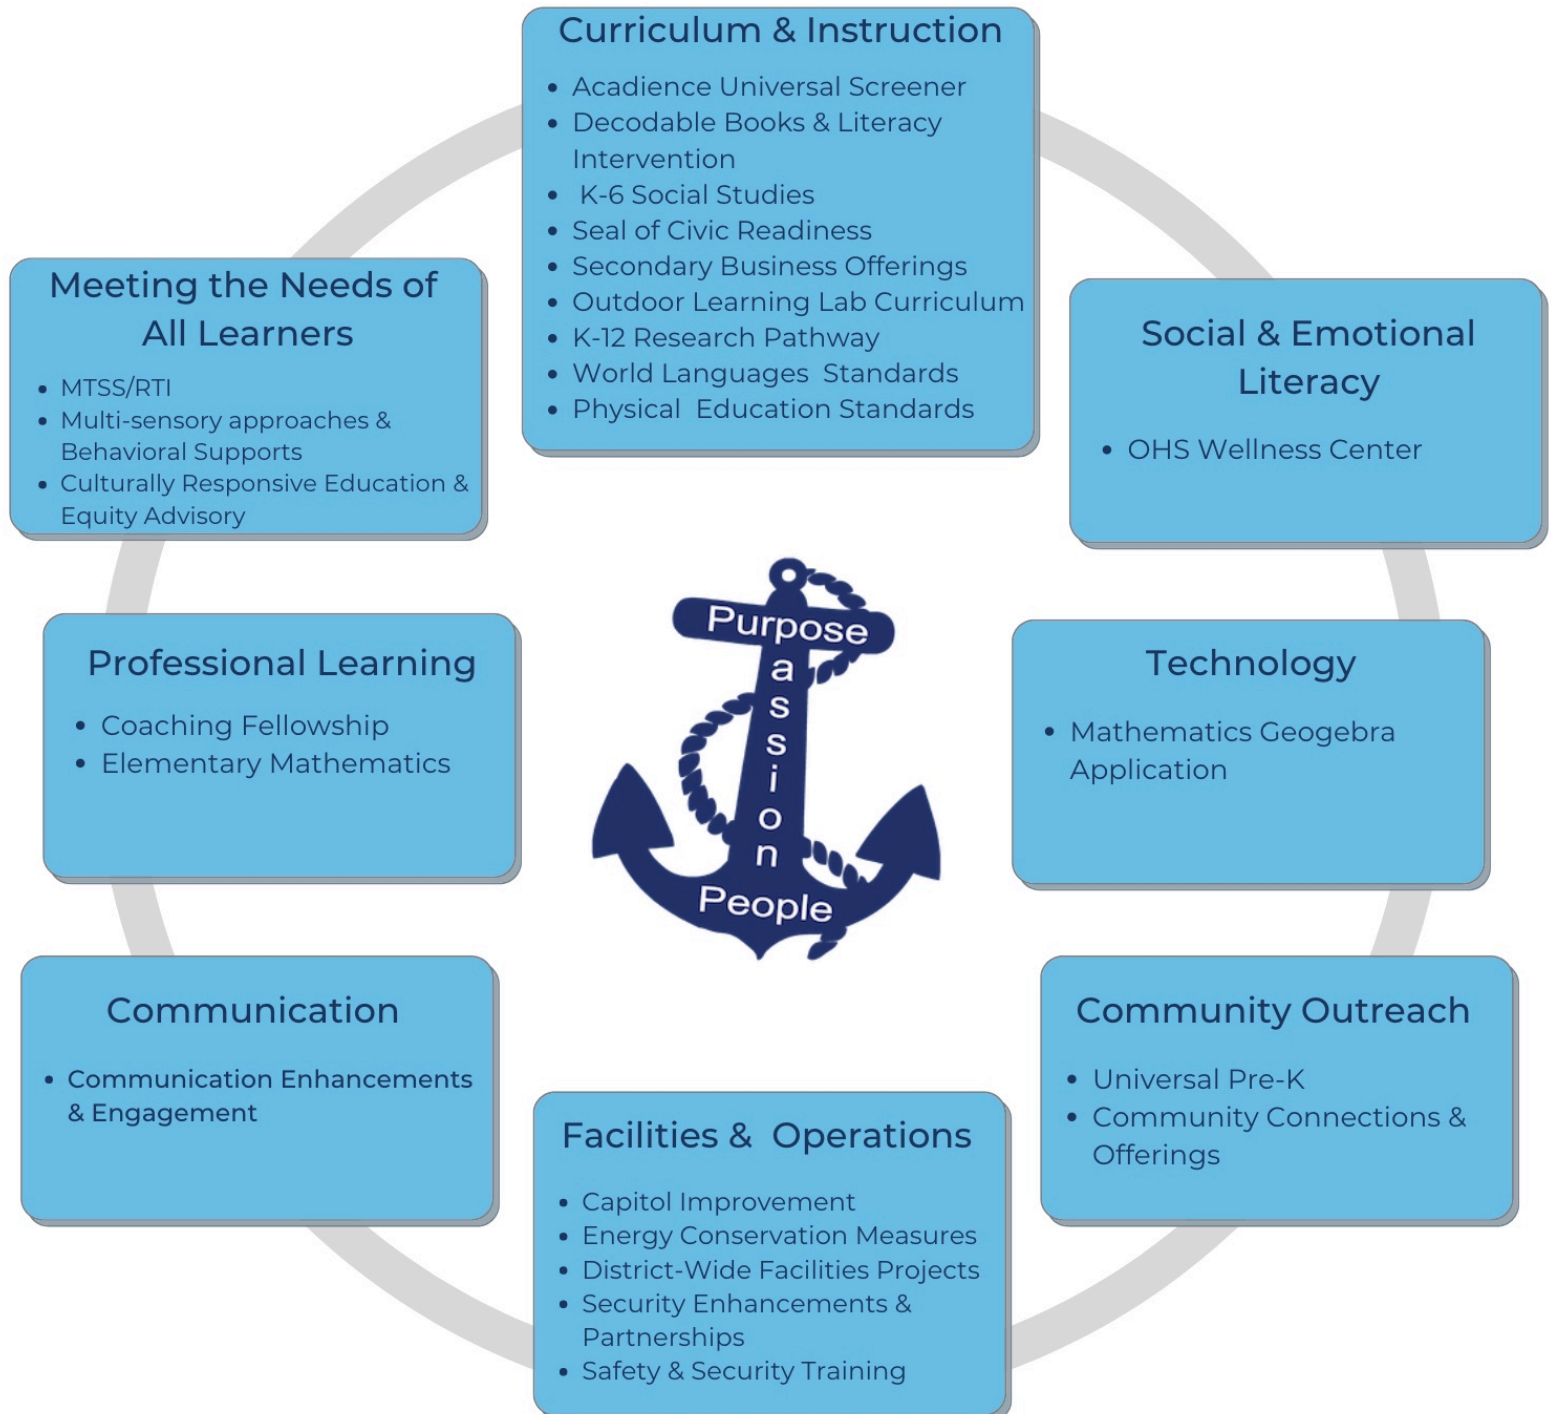 Curriculum & Instruction
• Acadience Universal Screener
• Decodable Books & Literacy
Intervention
• K-6 Social Studies
• Seal of Civic Readiness
• Secondary Business Offerings
• Outdoor Learning Lab Curriculum
• K-12 Research Pathway
• World Languages Standards
• Physical Education Standards
Meeting the Needs of
All Learners
• MTSS/RTI
• Multi-sensory approaches &
Behavioral Supports
• Culturally Responsive Education &
Equity Advisory
Social & Emotional
Literacy
• OHS Wellness Center
Purpose
a
s
s
i
o
n
People
Professional Learning
• Coaching Fellowship
• Elementary Mathematics
Technology
• Mathematics Geogebra
Application
Communication
• Communication Enhancements
& Engagement
Community Outreach
• Universal Pre-K
• Community Connections &
Offerings
Facilities & Operations
• Capitol Improvement
• Energy Conservation Measures
• District-Wide Facilities Projects
• Security Enhancements &
Partnerships
• Safety & Security Training